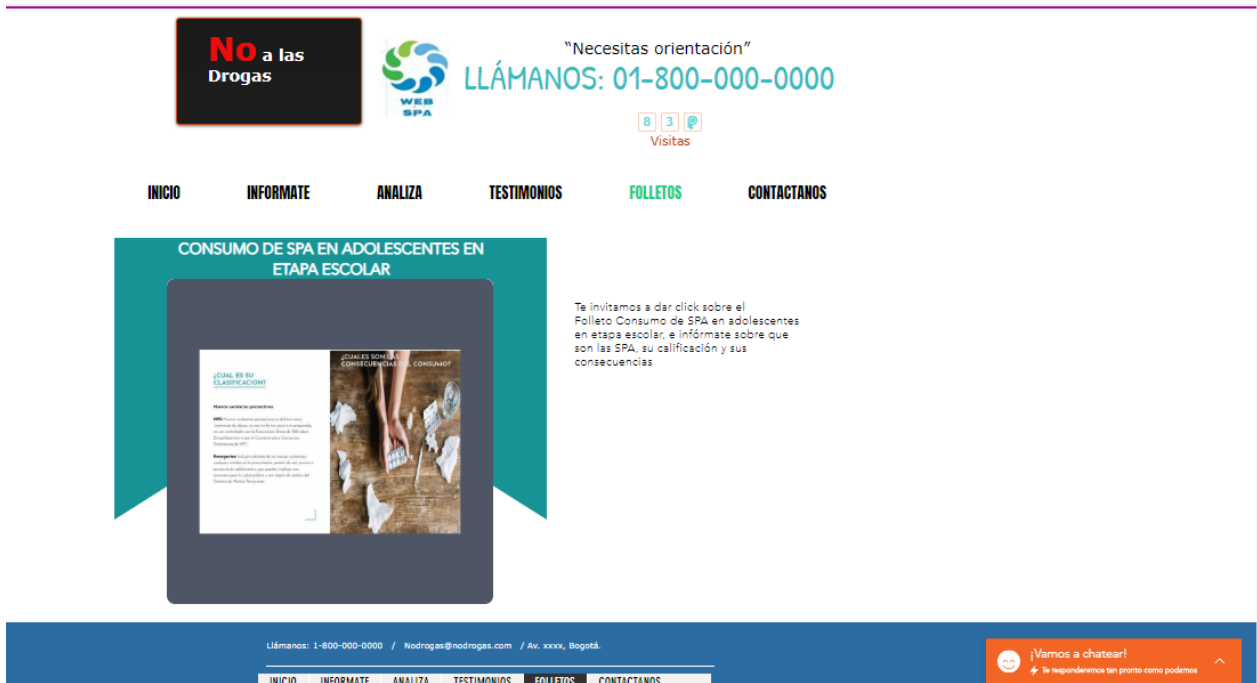 No a las
Drogas
WEB
SPA
“Necesitas orientación”
LLÁMANOS: 01-800-000-0000
8 3
Visitas
INICIO INFORMATE ANALIZA TESTIMONIOS FOLLETOS CONTACTANOS
CONSUMO DE SPA EN ADOLESCENTES EN
ETAPA ESCOLAR
¿CUAL ES SU
CLASIFICACION?
¿CUALES SON LAS
CONSECUENCIAS DEL CONSUMO?
Te invitamos a dar click sobre el
Folleto Consumo de SPA en adolescentes
en etapa escolar, e infórmate sobre que
son las SPA, su calificación y sus
consecuencias
Llámanos: 1-800-000-0000 / Nodrogas@nodrogas.com / Av. xxxx, Bogotá.
INICIO INFORMATE ANALIZA TESTIMONIOS FOLLETOS CONTACTANOS
¡Vamos a chatear!
Te responderemos tan pronto como podamos